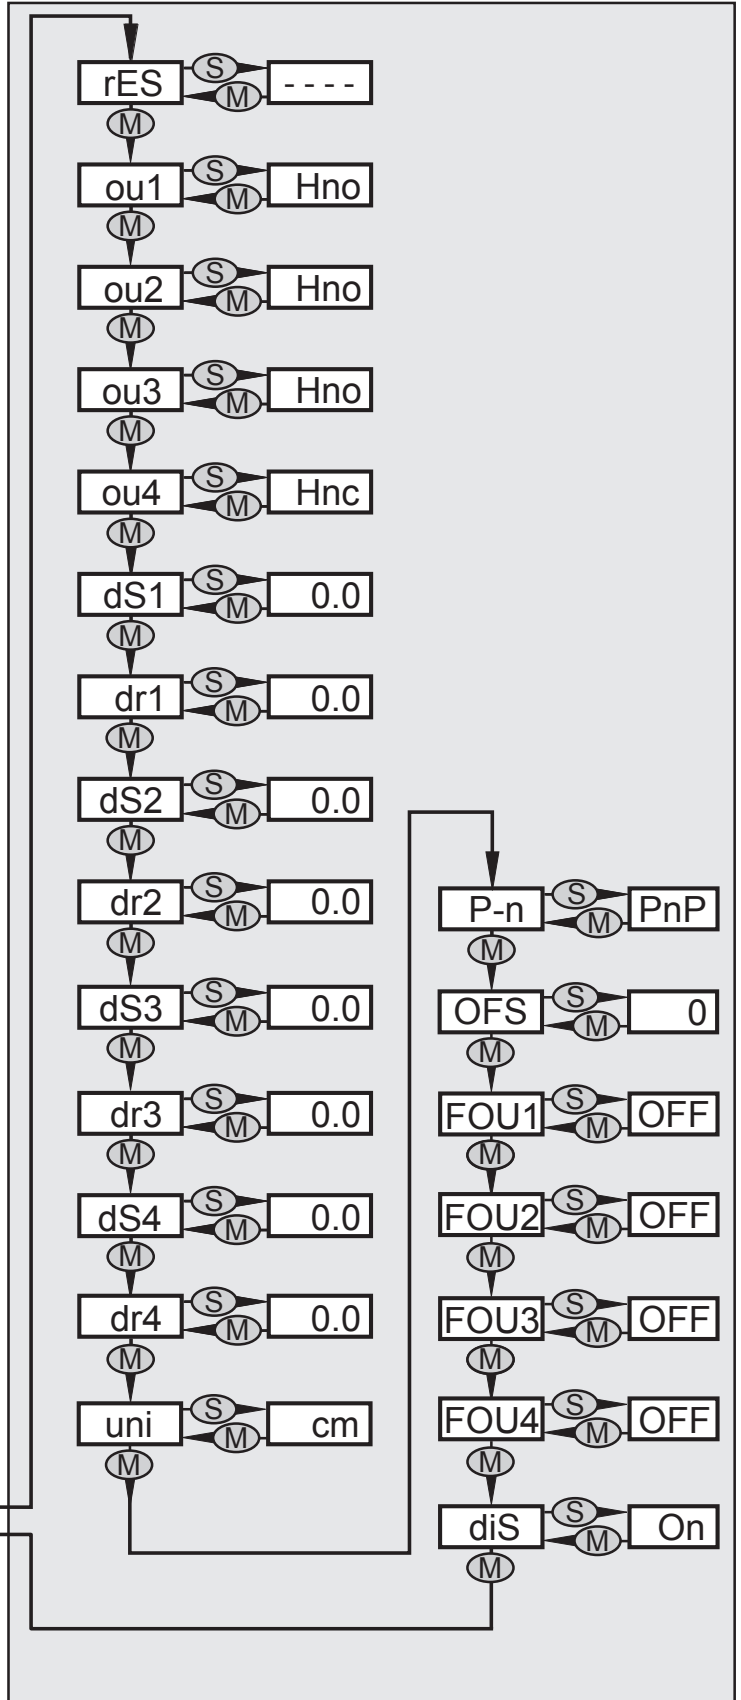 rES S M - - - -
M
ou1 S M Hno
M
ou2 S M Hno
M
ou3 S M Hno
M
ou4 S M Hnc
M
dS1 S M 0.0
M
dr1 S M 0.0
M
dS2 S M 0.0
M
dr2 S M 0.0
M
dS3 S M 0.0
M
dr3 S M 0.0
M
dS4 S M 0.0
M
dr4 S M 0.0
M
uni S M cm
M
P-n S M PnP
M
OFS S M 0
M
FOU1 S M OFF
M
FOU2 S M OFF
M
FOU3 S M OFF
M
FOU4 S M OFF
M
diS S M On
M